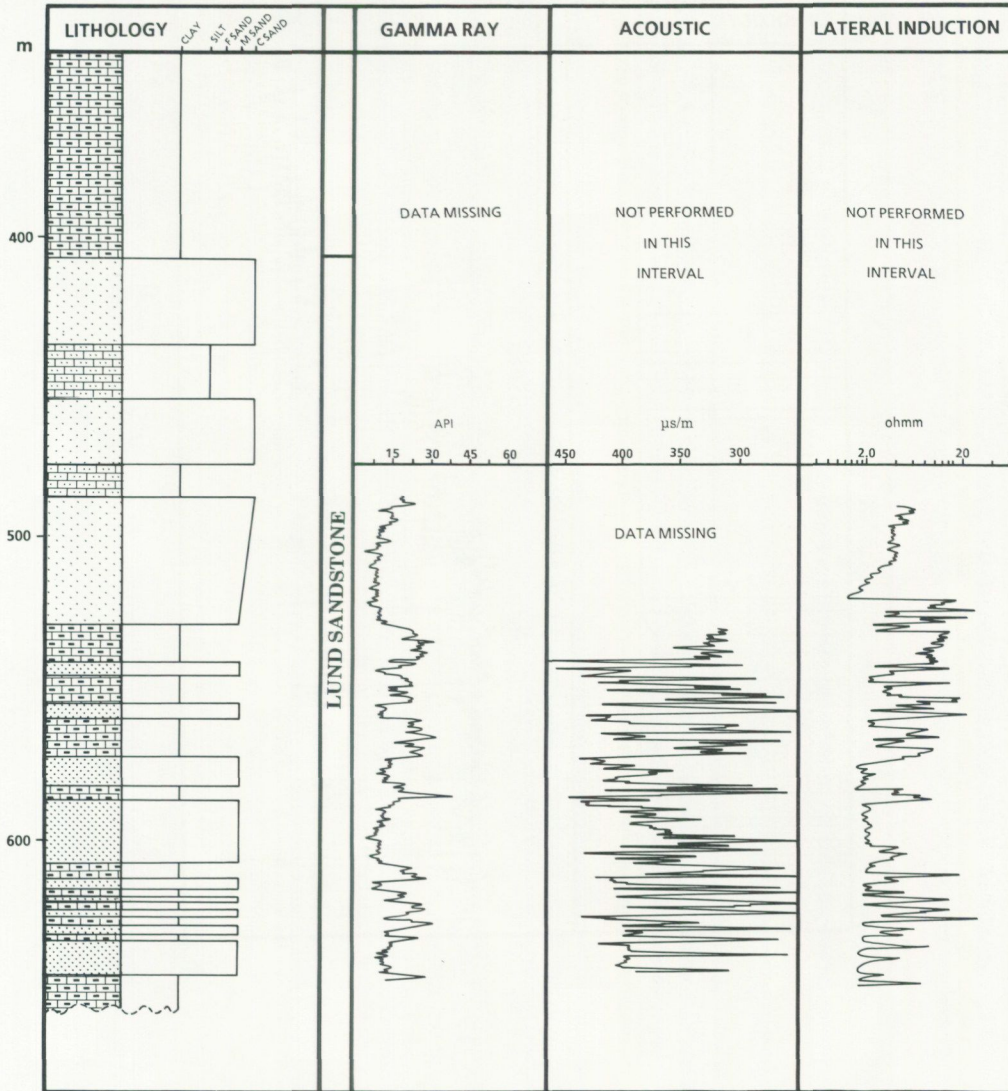 LITHOLOGY
CLAY
SILT
F SAND
M SAND
C SAND
GAMMA RAY
ACOUSTIC
LATERAL INDUCTION
m
DATA MISSING
NOT PERFORMED
IN THIS
INTERVAL
NOT PERFORMED
IN THIS
INTERVAL
400
API
µs/m
ohmm
15 30 45 60
450 400 350 300
2,0 20
LUND SANDSTONE
500
DATA MISSING
600